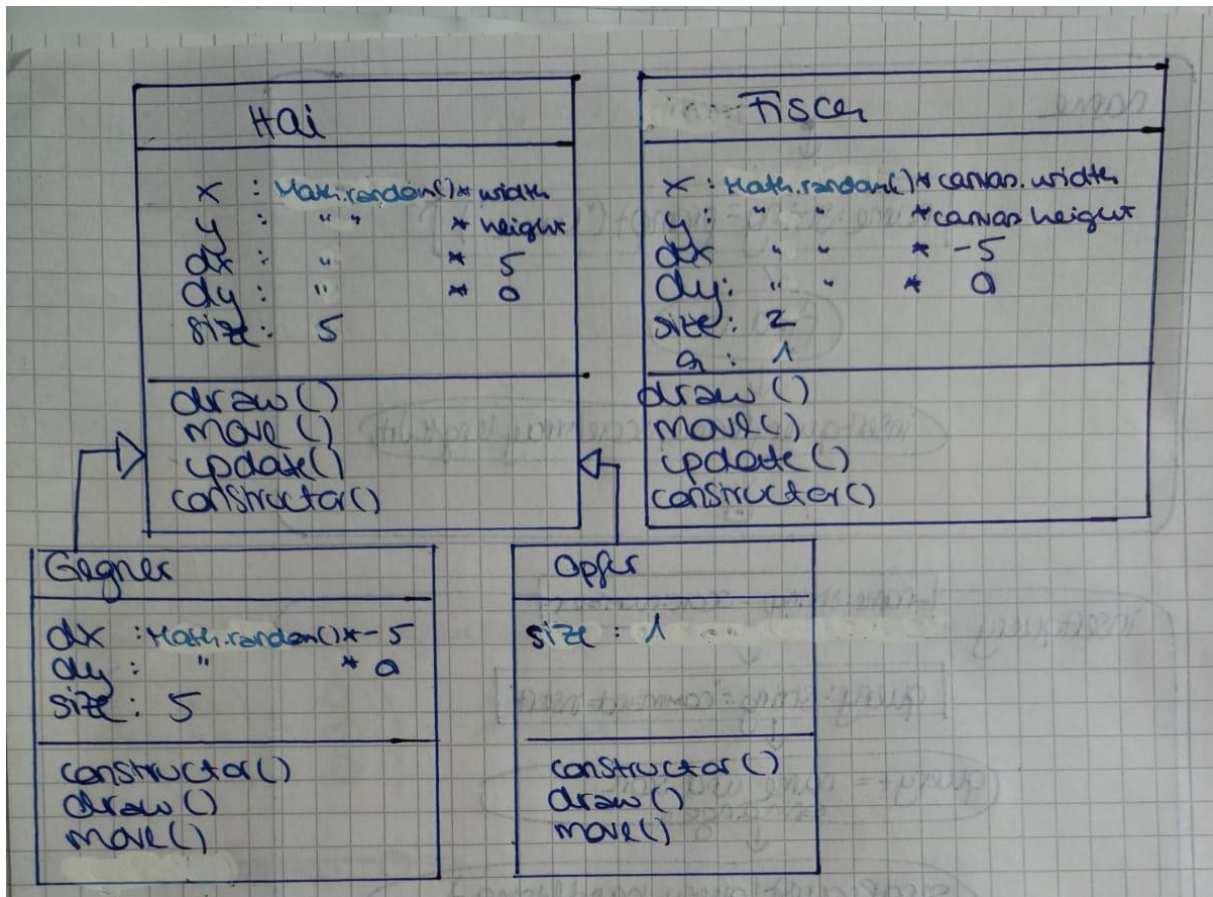 Hai
x : Math.random() * width
y : " " * height
dx : " * 5
dy : " * 0
size : 5
draw ()
move ()
update()
constructor()
x : Math.random() * canvas.width
y : " " * canvas height
dx " " * -5
dy : " " * 0
size : 2
: 1
draw ()
move ()
update ()
constructor()
Gegner
dx : Math.random() * -5
dy : " * 0
size : 5
constructor ()
draw ()
move ()
Opfer
size : 1
constructor ()
draw ()
move ()